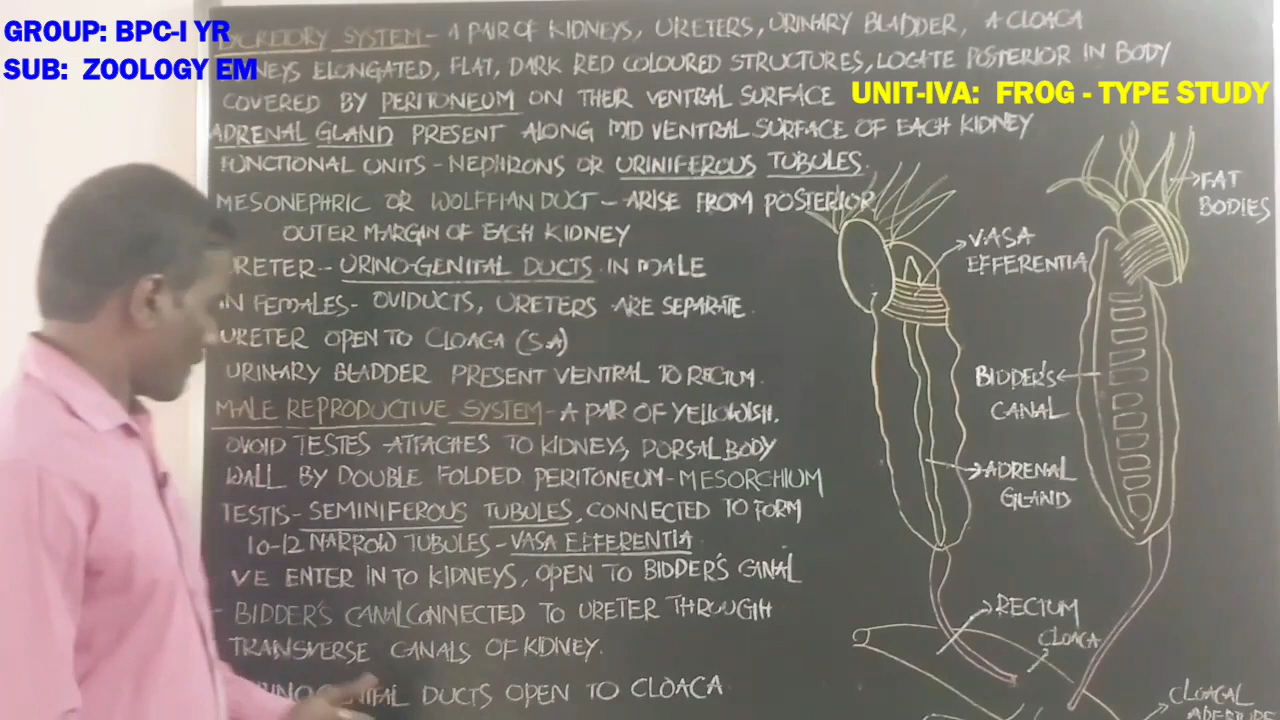 GROUP: BPC-I YR
SUB: ZOOLOGY EM
UNIT-IVA: FROG - TYPE STUDY
SYSTEM - A PAIR OF KIDNEYS, URETERS, URINARY BLADDER, A CLOACA
ELONGATED, FLAT, DARK RED COLOURED STRUCTURES, LOCATE POSTERIOR IN BODY
COVERED BY PERITONEUM ON THEIR VENTRAL SURFACE
ADRENAL GLAND PRESENT ALONG MID VENTRAL SURFACE OF EACH KIDNEY
FUNCTIONAL UNITS - NEPHRONS OR URINIFEROUS TUBULES.
MESONEPHRIC OR WOLFFIAN DUCT - ARISE FROM POSTERIOR
OUTER MARGIN OF EACH KIDNEY
URETER - URINO-GENITAL DUCTS IN MALE
IN FEMALES - OVIDUCTS, URETERS ARE SEPARATE.
URETER OPEN TO CLOACA (S.A)
URINARY BLADDER PRESENT VENTRAL TO RECTUM.
MALE REPRODUCTIVE SYSTEM - A PAIR OF YELLOWISH,
OVOID TESTES ATTACHES TO KIDNEYS, DORSAL BODY
WALL BY DOUBLE FOLDED PERITONEUM - MESORCHIUM
TESTIS - SEMINIFEROUS TUBULES, CONNECTED TO FORM
10-12 NARROW TUBULES - VASA EFFERENTIA
VE ENTER IN TO KIDNEYS, OPEN TO BIDDER'S CANAL
- BIDDER'S CANAL CONNECTED TO URETER THROUGH
TRANSVERSE CANALS OF KIDNEY.
DUCTS OPEN TO CLOACA
FAT
BODIES
VASA
EFFERENTIA
BIDDER'S
CANAL
ADRENAL
GLAND
RECTUM
CLOACA
CLOACAL